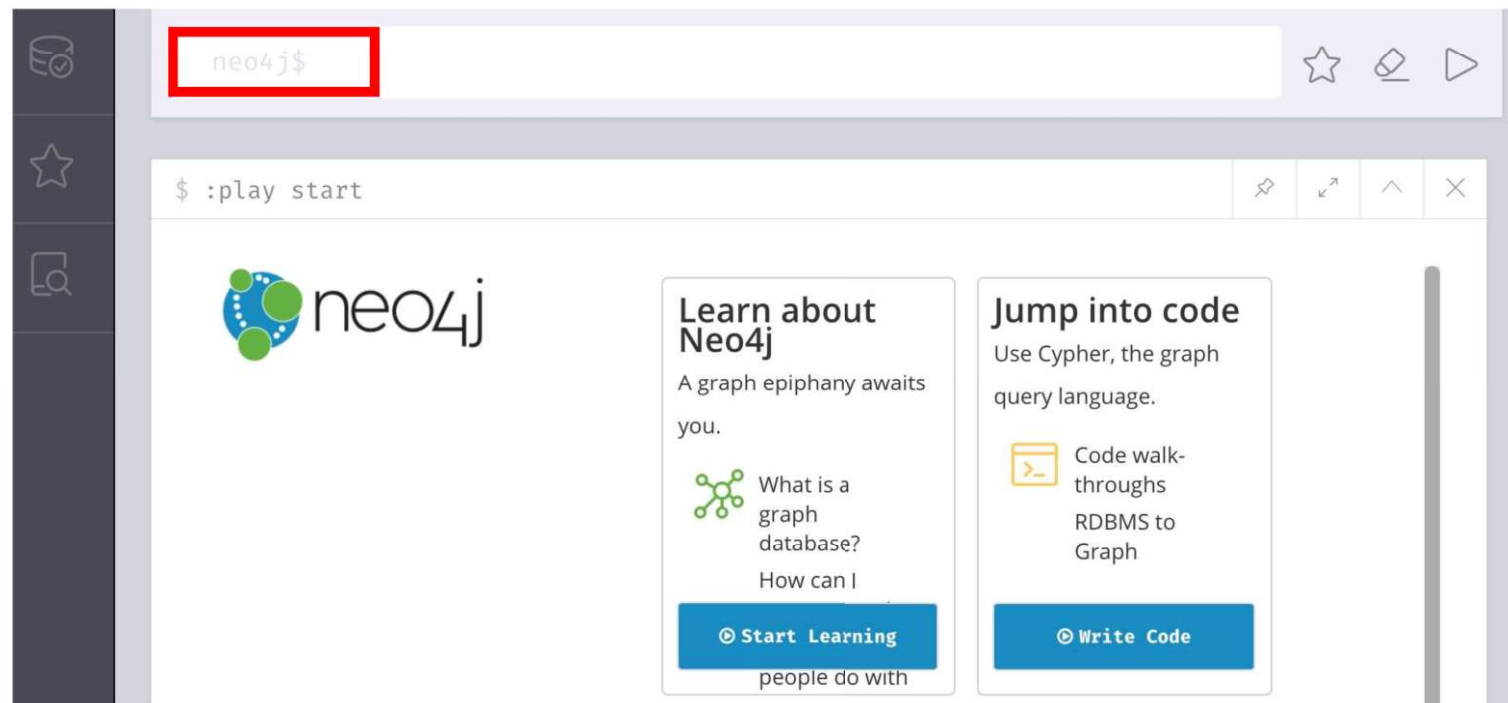 neo4j$
$ :play start
neo4j
Learn about
Neo4j
A graph epiphany awaits
you.
What is a
graph
database?
How can I
Start Learning
people do with
Jump into code
Use Cypher, the graph
query language.
Code walk-
throughs
RDBMS to
Graph
Write Code